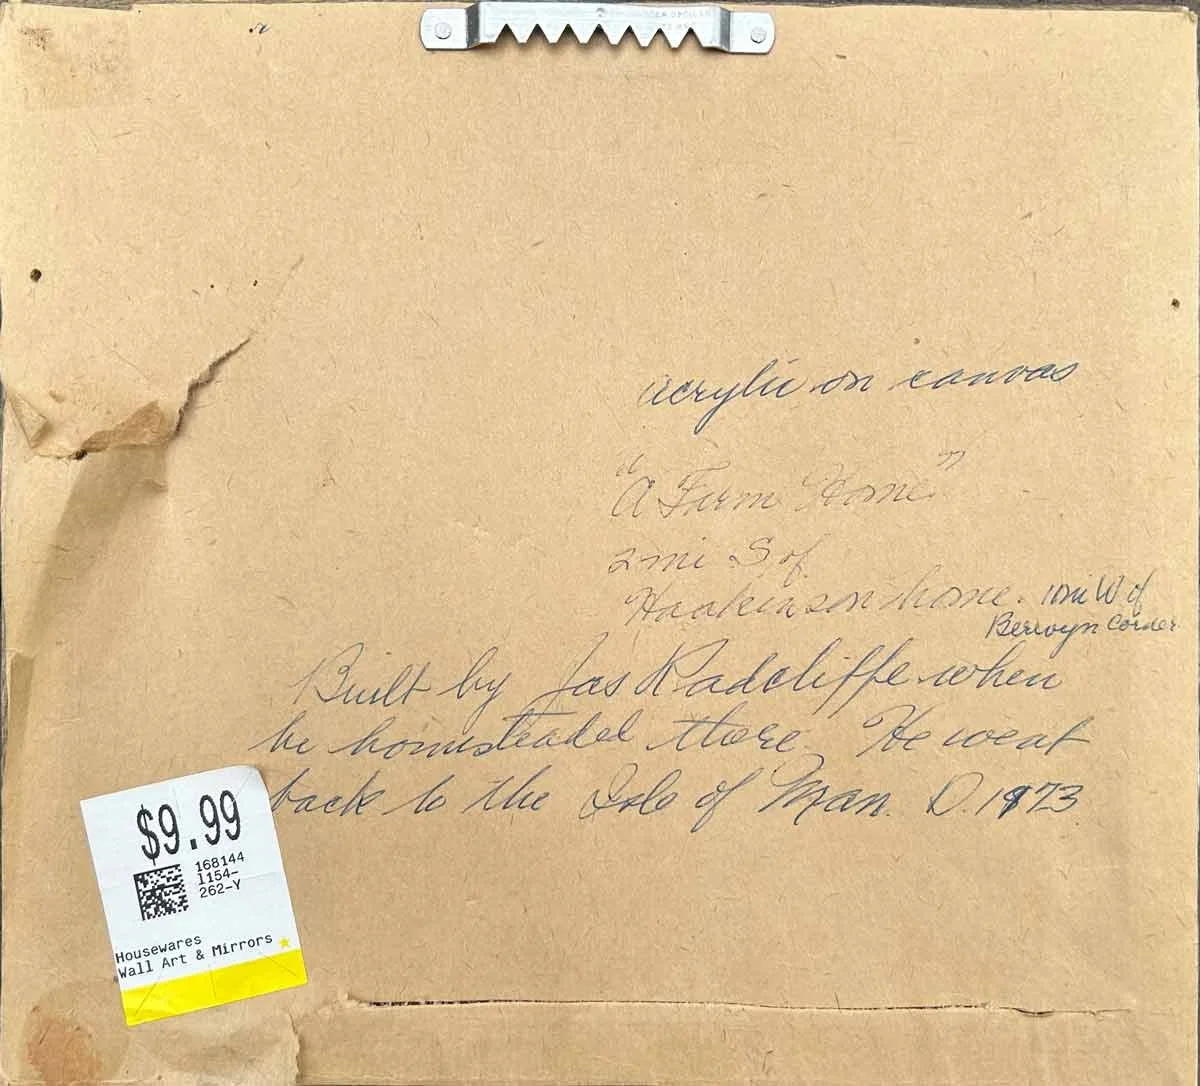 acrylic on canvas
"A Farm Home"
2 mi S of
Haakinson home. 1 mi W of
Berwyn Corner
Built by Jas Radcliffe when
he homesteaded there. He went
back to the Isle of Man. D. 1973
$9.99
168144
1154-
262-Y
Housewares
Wall Art & Mirrors